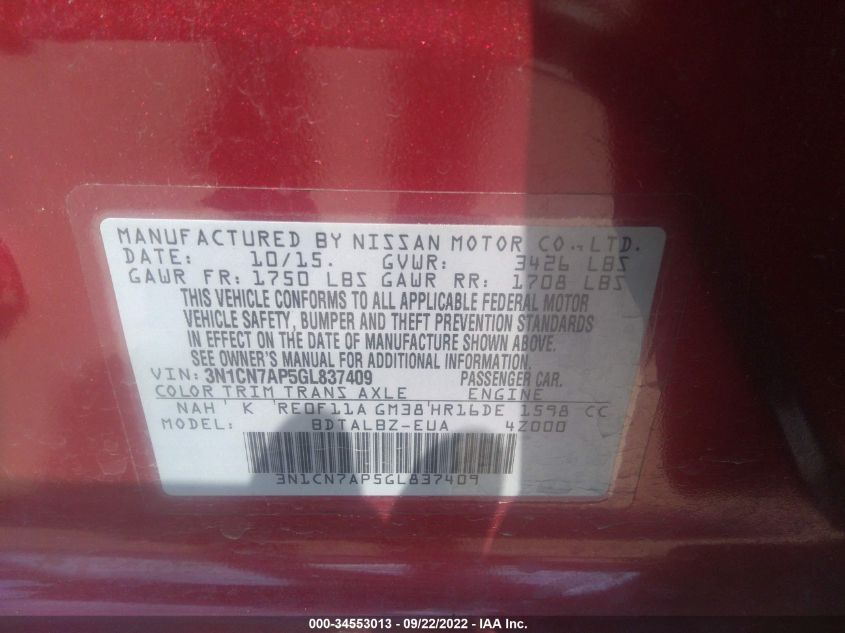 MANUFACTURED BY NISSAN MOTOR CO., LTD.
DATE: 10/15. GVWR: 3426 LBS
GAWR FR: 1750 LBS GAWR RR: 1708 LBS
THIS VEHICLE CONFORMS TO ALL APPLICABLE FEDERAL MOTOR
VEHICLE SAFETY, BUMPER AND THEFT PREVENTION STANDARDS
IN EFFECT ON THE DATE OF MANUFACTURE SHOWN ABOVE.
SEE OWNER'S MANUAL FOR ADDITIONAL INFORMATION.
VIN: 3N1CN7AP5GL837409 PASSENGER CAR.
COLOR TRIM TRANS AXLE ENGINE
NAH K RE0F11A GM38 HR16DE 1598 CC
MODEL: BDTALBZ-EUA 4Z000
3N1CN7AP5GL837409
000-34553013 - 09/22/2022 - IAA Inc.